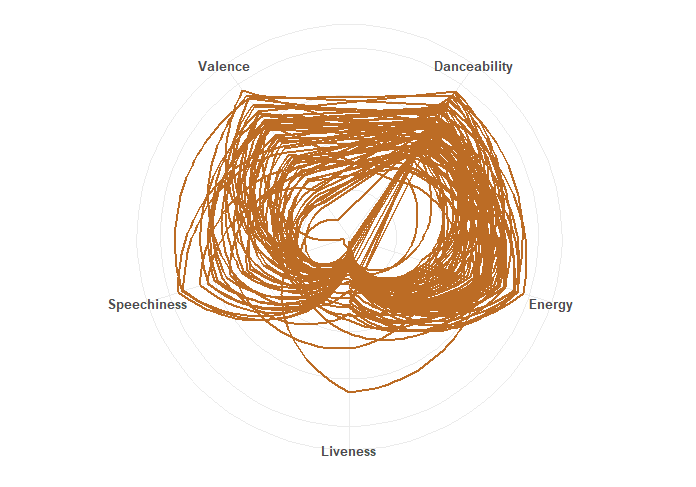 Valence
Danceability
Speechiness
Energy
Liveness